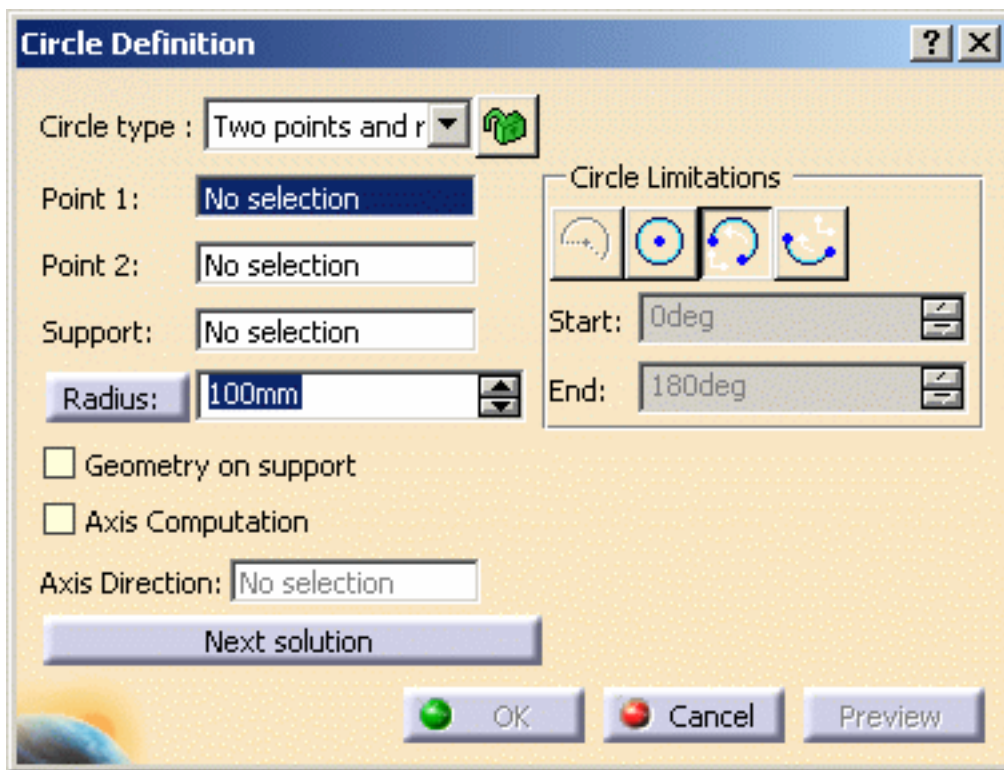 Circle Definition
Circle type : Two points and r
Point 1: No selection
Point 2: No selection
Support: No selection
Radius: 100mm
Circle Limitations
Start: 0deg
End: 180deg
Geometry on support
Axis Computation
Axis Direction: No selection
Next solution
OK Cancel Preview